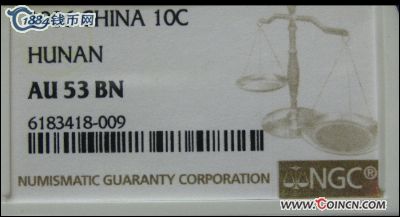 1884钱币网
CHINA 10C
HUNAN
AU 53 BN
6183418-009
NUMISMATIC GUARANTY CORPORATION
NGC®
www.COINCN.COM